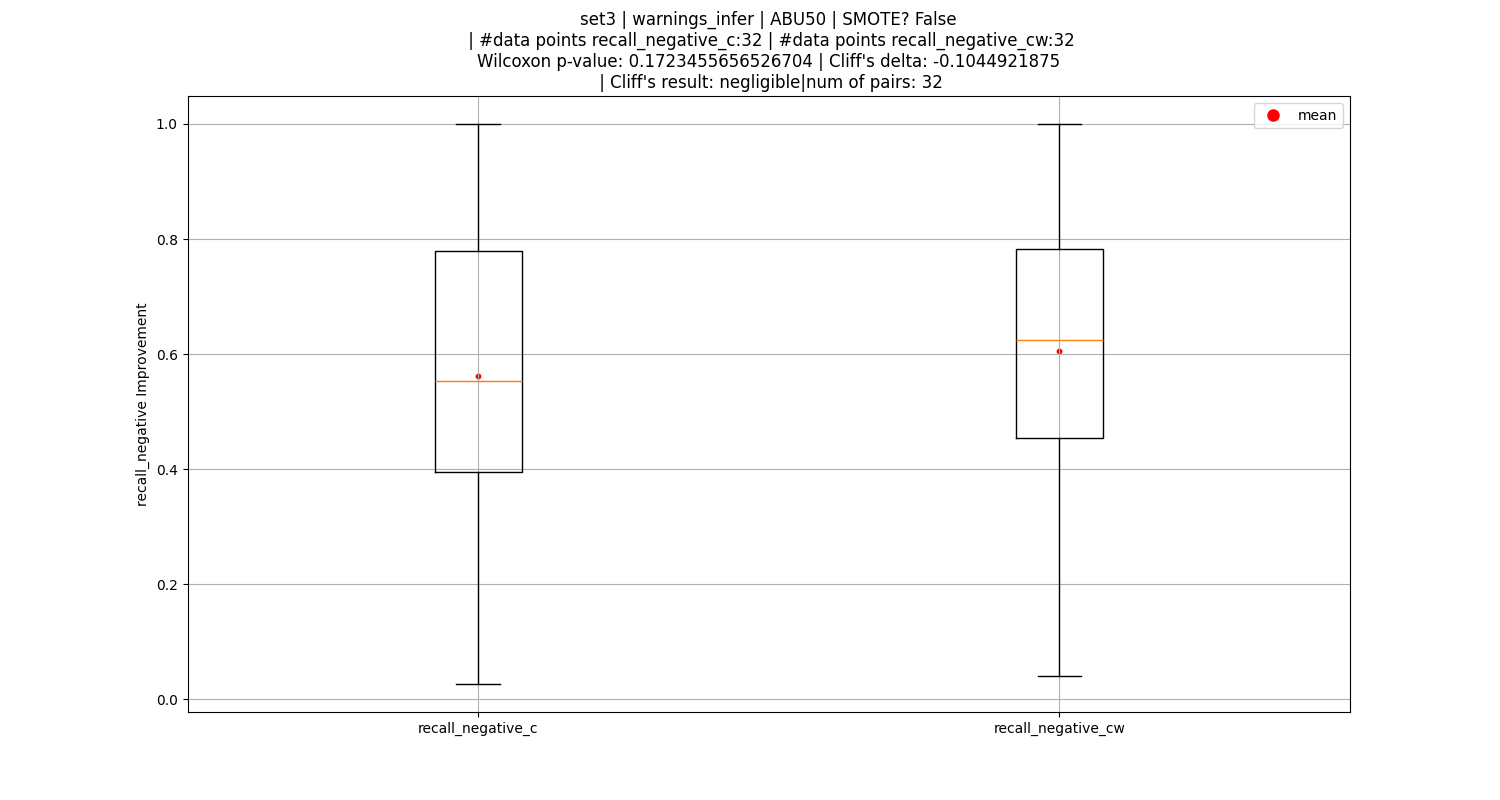 set3 | warnings_infer | ABU50 | SMOTE? False
| #data points recall_negative_c:32 | #data points recall_negative_cw:32
Wilcoxon p-value: 0.1723455656526704 | Cliff's delta: -0.1044921875
| Cliff's result: negligible|num of pairs: 32
mean
1.0
0.8
0.6
0.4
0.2
0.0
recall_negative Improvement
recall_negative_c
recall_negative_cw